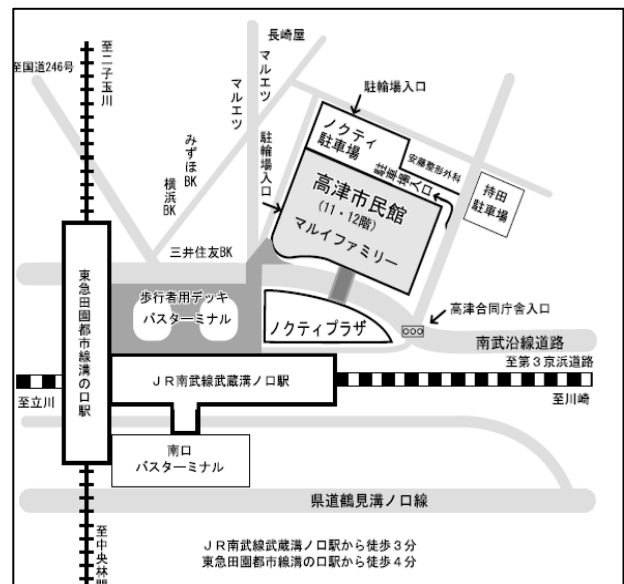 長崎屋
至国道246号
至二子玉川
マルエツ
マルエツ
駐輪場入口
ノクティ
駐車場
安藤整形外科
駐車場入口
持田
駐車場
みずほBK
横浜BK
駐輪場入口
高津市民館
(11・12階)
マルイファミリー
三井住友BK
歩行者用デッキ
バスターミナル
ノクティプラザ
高津合同庁舎入口
南武沿線道路
東急田園都市線溝の口駅
JR南武線武蔵溝ノ口駅
至第3京浜道路
至立川
至川崎
南口
バスターミナル
県道鶴見溝ノ口線
至中央林間
JR南武線武蔵溝ノ口駅から徒歩3分
東急田園都市線溝の口駅から徒歩4分